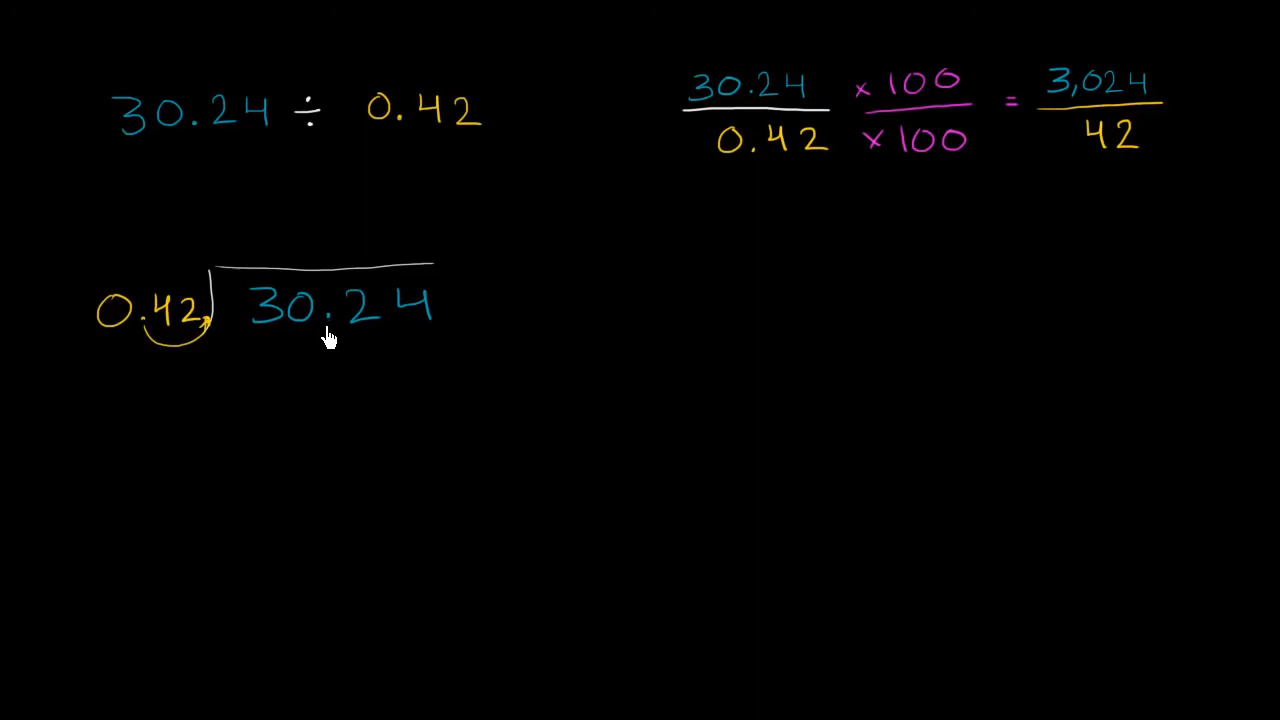 30.24 ÷ 0.42
30.24 × 100 = 3,024
0.42 × 100 42
0.42. 30.24